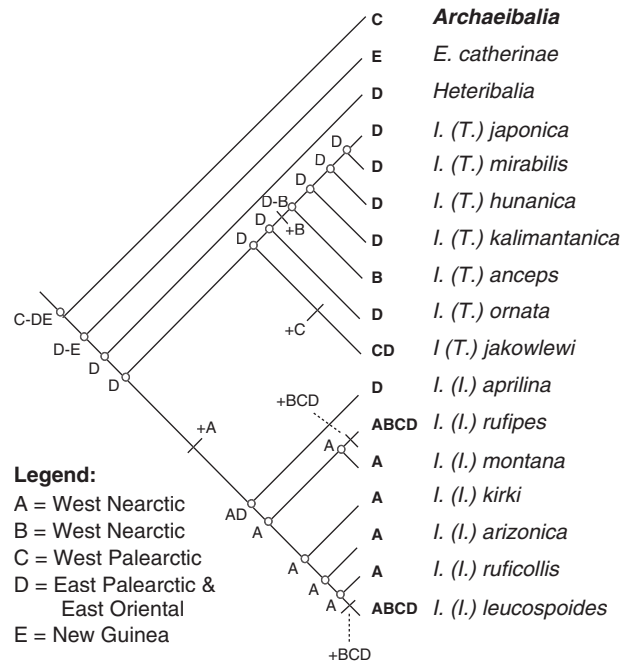 C Archaeibalia
E E. catherinae
D Heteribalia
D I. (T.) japonica
D
D I. (T.) mirabilis
D
D I. (T.) hunanica
D
D-B
D I. (T.) kalimantanica
D
+B
D
B I. (T.) anceps
D I. (T.) ornata
C-DE
+C
D-E
CD I (T.) jakowlewi
D
D
D I. (I.) aprilina
+BCD
ABCD I. (I.) rufipes
+A
A
A I. (I.) montana
Legend:
A = West Nearctic
B = West Nearctic
C = West Palearctic
D = East Palearctic &
East Oriental
E = New Guinea
A I. (I.) kirki
AD
A
A I. (I.) arizonica
A
A I. (I.) ruficollis
A
A
ABCD I. (I.) leucospoides
+BCD